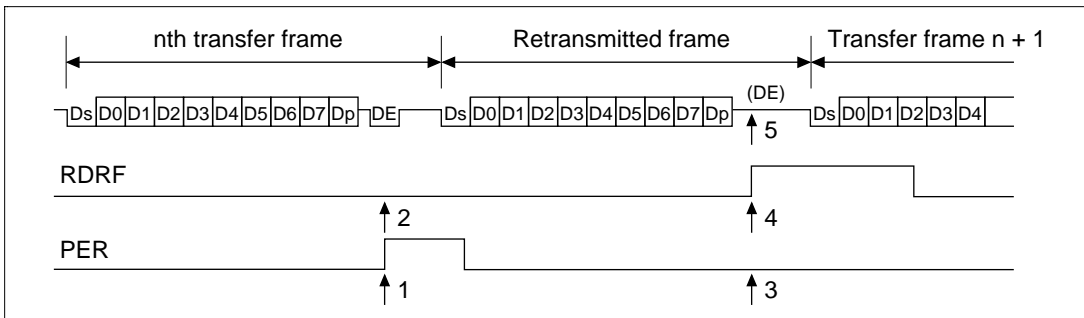 nth transfer frame Retransmitted frame Transfer frame n + 1
(DE)
Ds D0 D1 D2 D3 D4 D5 D6 D7 Dp DE Ds D0 D1 D2 D3 D4 D5 D6 D7 Dp Ds D0 D1 D2 D3 D4
5
RDRF
2 4
PER
1 3